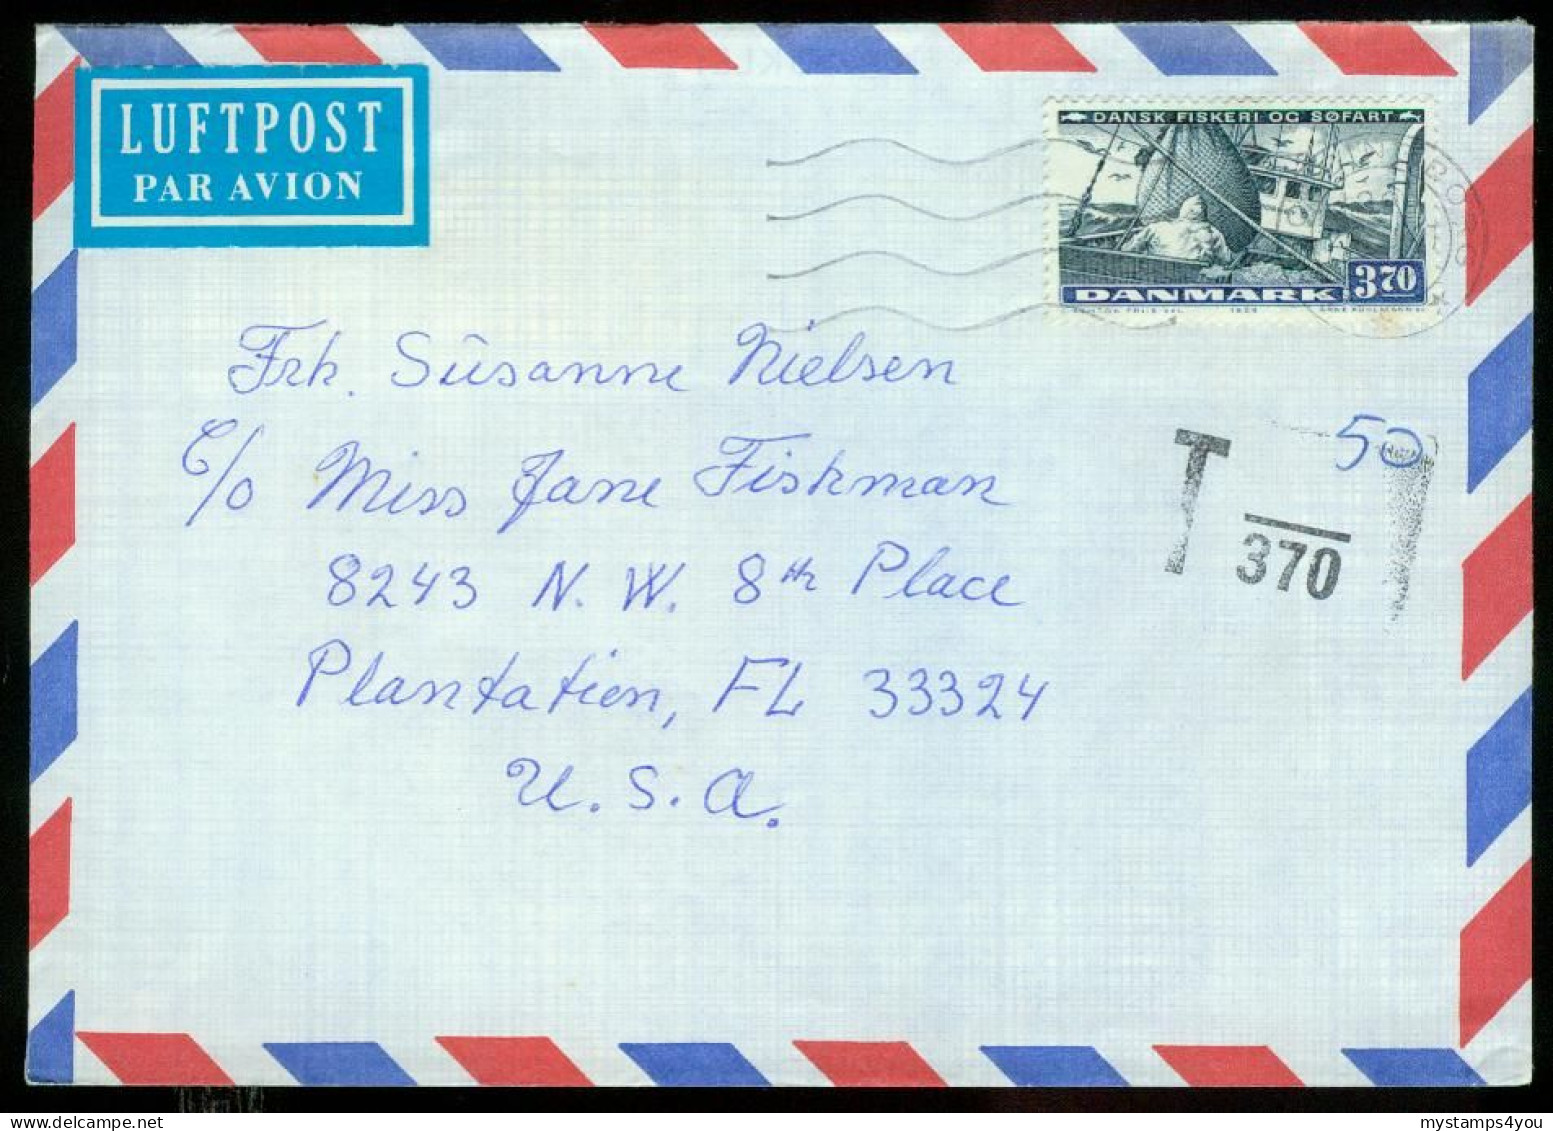 LUFTPOST
PAR AVION
DANSK FISKERI OG SØFART
DANMARK 3.70
Frk. Susanne Nielsen
c/o Miss Jane Fiskman
8243 N. W. 8th Place
Plantation, FL 33324
U. S. A.
50
T
370
mystamps4you